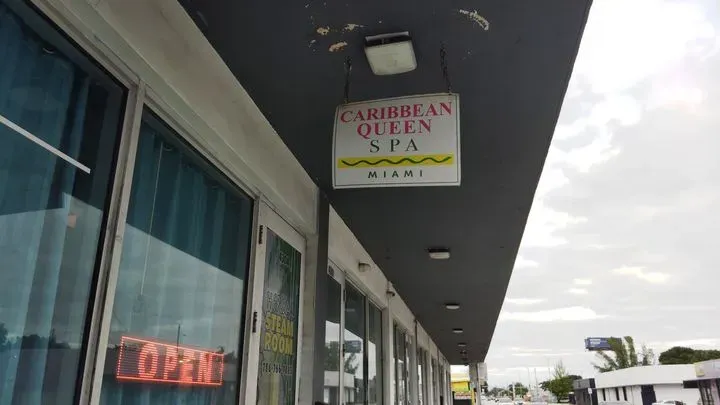 CARIBBEAN
QUEEN
SPA
MIAMI
STEAM
ROOM
OPEN